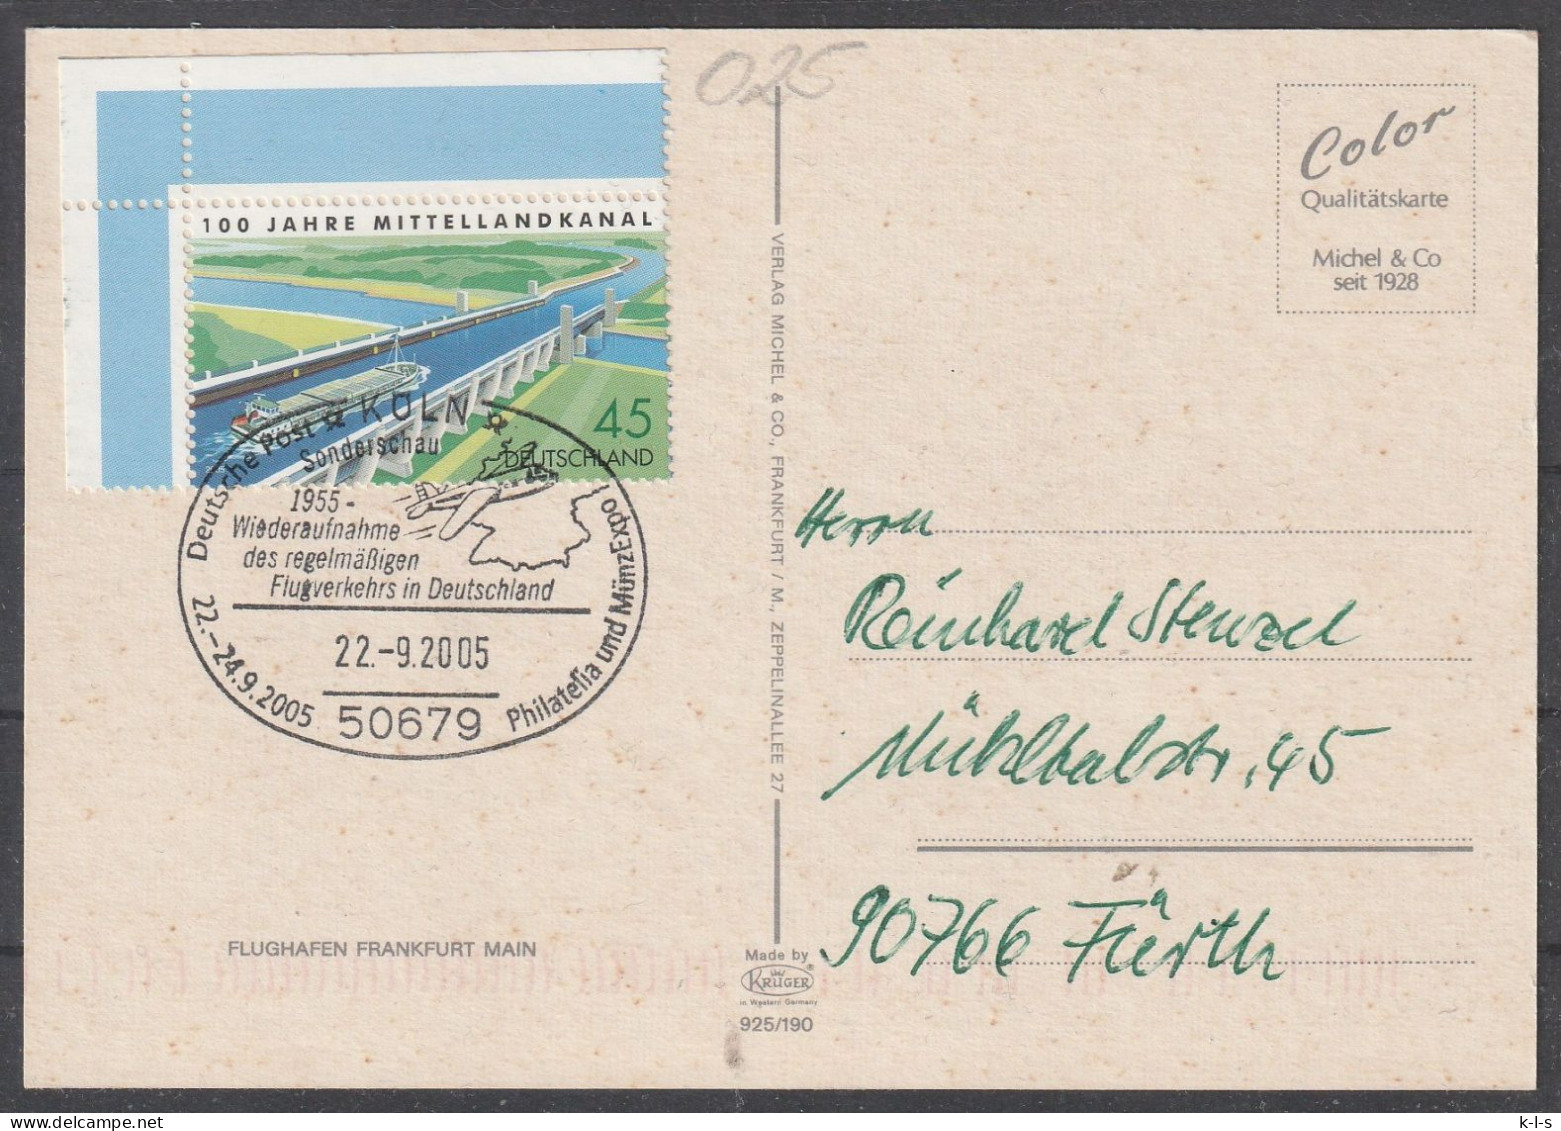 025
100 JAHRE MITTELLANDKANAL
45
DEUTSCHLAND
Deutsche Post KÖLN
Sonderschau
1955 -
Wiederaufnahme
des regelmäßigen
Flugverkehrs in Deutschland
22.-9.2005
50679
22.-24.9.2005
Philatelia und MünzExpo
FLUGHAFEN FRANKFURT MAIN
VERLAG MICHEL & CO., FRANKFURT / M., ZEPPELINALLEE 27
Made by
KRÜGER
in Western Germany
925/190
Color
Qualitätskarte
Michel & Co
seit 1928
Herrn
Reinhard Stenzel
Mühltalstr. 45
90766 Fürth
delcampe.net
k-l-s